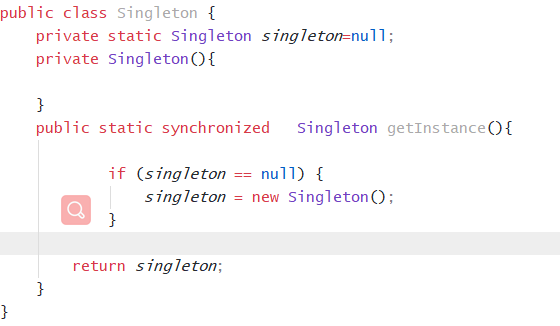 public class Singleton {
    private static Singleton singleton=null;
    private Singleton(){

    }
    public static synchronized   Singleton getInstance(){

            if (singleton == null) {
                singleton = new Singleton();
            }

        return singleton;
    }
}